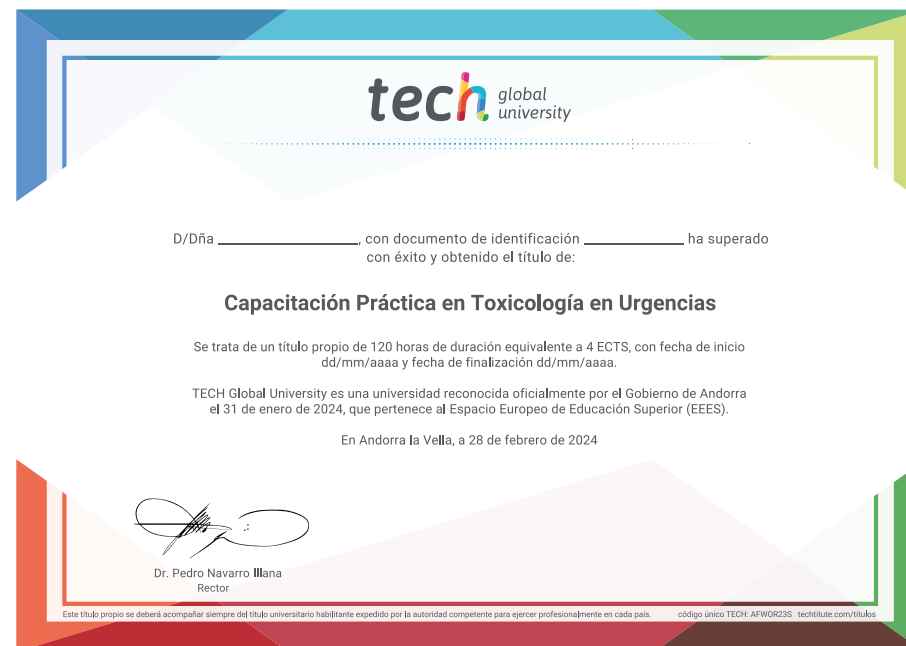 tech global university
D/Dña ____________________, con documento de identificación ______________ ha superado
con éxito y obtenido el título de:
Capacitación Práctica en Toxicología en Urgencias
Se trata de un título propio de 120 horas de duración equivalente a 4 ECTS, con fecha de inicio
dd/mm/aaaa y fecha de finalización dd/mm/aaaa.
TECH Global University es una universidad reconocida oficialmente por el Gobierno de Andorra
el 31 de enero de 2024, que pertenece al Espacio Europeo de Educación Superior (EEES).
En Andorra la Vella, a 28 de febrero de 2024
Dr. Pedro Navarro Illana
Rector
Este título propio se deberá acompañar siempre del título universitario habilitante expedido por la autoridad competente para ejercer profesionalmente en cada país. código único TECH: AFWOR23S techtitute.com/titulos